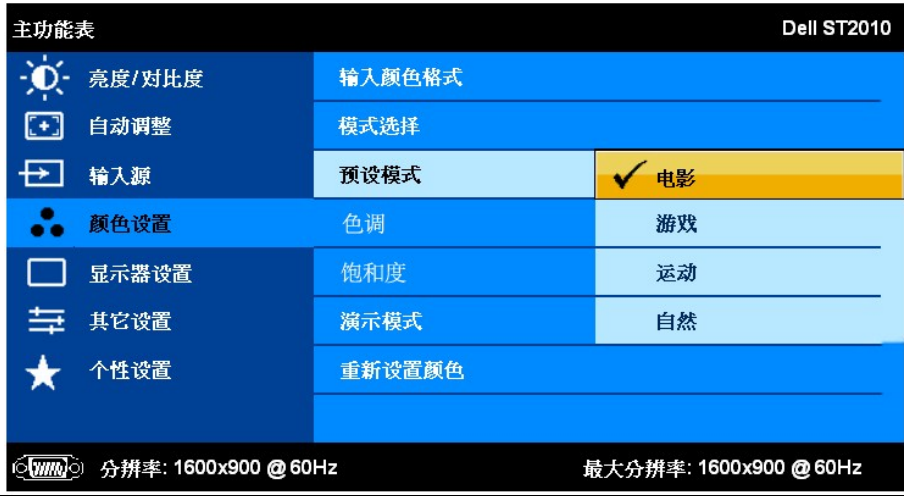 主功能表 Dell ST2010
亮度/对比度 输入颜色格式
自动调整 模式选择
输入源 预设模式 电影
颜色设置 色调 游戏
显示器设置 饱和度 运动
其它设置 演示模式 自然
个性设置 重新设置颜色
分辨率: 1600x900 @ 60Hz 最大分辨率: 1600x900 @ 60Hz